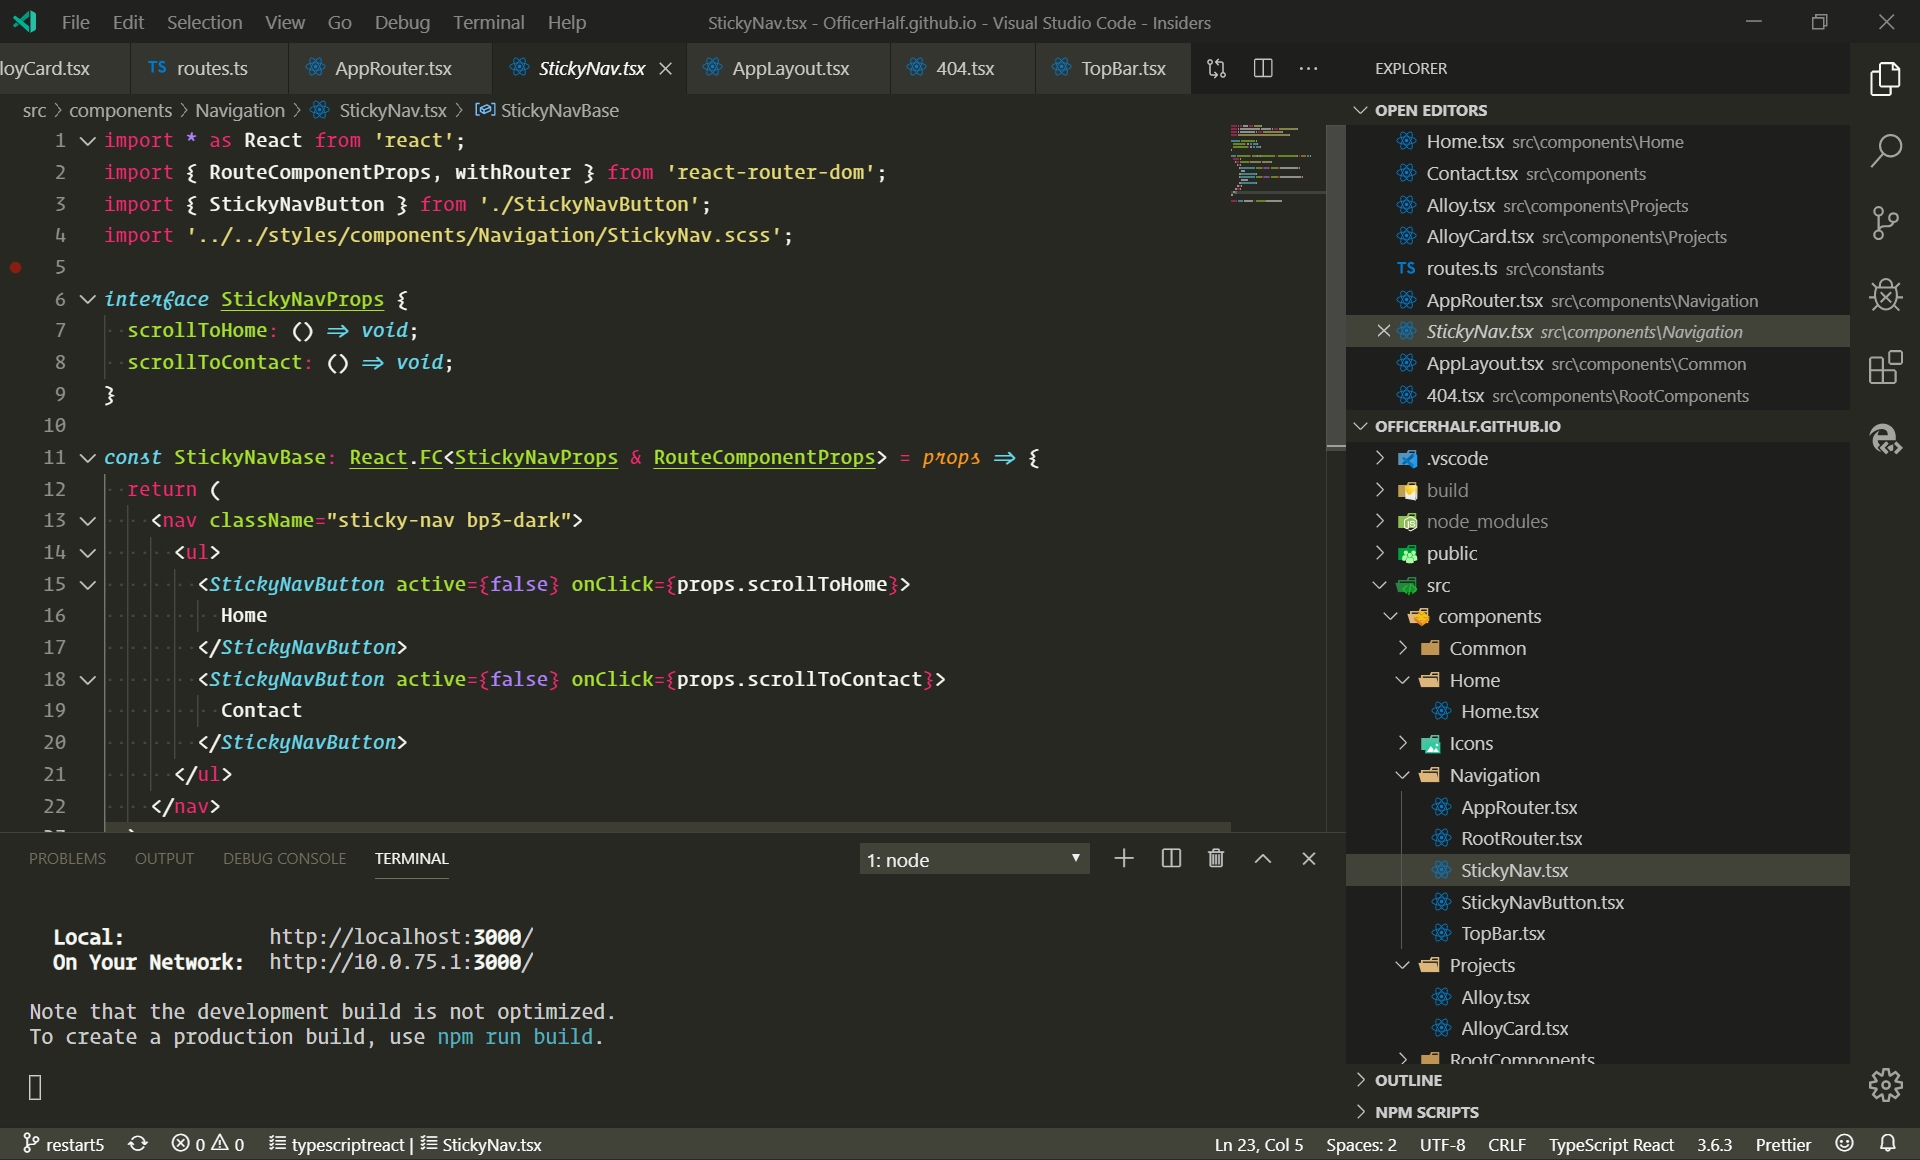 File Edit Selection View Go Debug Terminal Help
StickyNav.tsx - OfficerHalf.github.io - Visual Studio Code - Insiders
loyCard.tsx
TS routes.ts
AppRouter.tsx
StickyNav.tsx
AppLayout.tsx
404.tsx
TopBar.tsx
src > components > Navigation > StickyNav.tsx > StickyNavBase
1 import * as React from 'react';
2 import { RouteComponentProps, withRouter } from 'react-router-dom';
3 import { StickyNavButton } from './StickyNavButton';
4 import '../../styles/components/Navigation/StickyNav.scss';
5
6 interface StickyNavProps {
7 scrollToHome: () => void;
8 scrollToContact: () => void;
9 }
10
11 const StickyNavBase: React.FC<StickyNavProps & RouteComponentProps> = props => {
12 return (
13 <nav className="sticky-nav bp3-dark">
14 <ul>
15 <StickyNavButton active={false} onClick={props.scrollToHome}>
16 Home
17 </StickyNavButton>
18 <StickyNavButton active={false} onClick={props.scrollToContact}>
19 Contact
20 </StickyNavButton>
21 </ul>
22 </nav>
PROBLEMS OUTPUT DEBUG CONSOLE TERMINAL
1: node
Local: http://localhost:3000/
On Your Network: http://10.0.75.1:3000/
Note that the development build is not optimized.
To create a production build, use npm run build.
EXPLORER
OPEN EDITORS
Home.tsx src\components\Home
Contact.tsx src\components
Alloy.tsx src\components\Projects
AlloyCard.tsx src\components\Projects
TS routes.ts src\constants
AppRouter.tsx src\components\Navigation
StickyNav.tsx src\components\Navigation
AppLayout.tsx src\components\Common
404.tsx src\components\RootComponents
OFFICERHALF.GITHUB.IO
.vscode
build
node_modules
public
src
components
Common
Home
Home.tsx
Icons
Navigation
AppRouter.tsx
RootRouter.tsx
StickyNav.tsx
StickyNavButton.tsx
TopBar.tsx
Projects
Alloy.tsx
AlloyCard.tsx
RootComponents
OUTLINE
NPM SCRIPTS
restart5 0 0 typescriptreact | StickyNav.tsx
Ln 23, Col 5 Spaces: 2 UTF-8 CRLF TypeScript React 3.6.3 Prettier